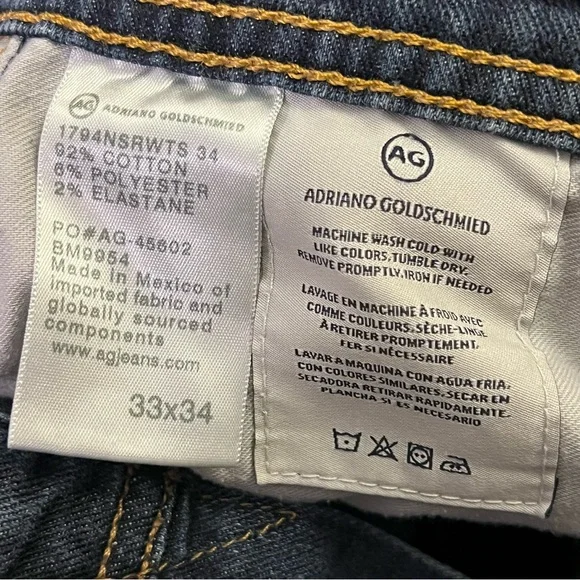 AG ADRIANO GOLDSCHMIED
1794NSRWTS 34
92% COTTON
6% POLYESTER
2% ELASTANE
PO#AG-45602
BM9954
Made in Mexico of
imported fabric and
globally sourced
components
www.agjeans.com
33x34
AG
ADRIANO GOLDSCHMIED
MACHINE WASH COLD WITH
LIKE COLORS, TUMBLE DRY.
REMOVE PROMPTLY, IRON IF NEEDED
LAVAGE EN MACHINE À FROID AVEC
COMME COULEURS, SÈCHE-LINGE
À RETIRER PROMPTEMENT,
FER SI NÉCESSAIRE
LAVAR A MAQUINA CON AGUA FRIA.
CON COLORES SIMILARES, SECAR EN
SECADORA RETIRAR RAPIDAMENTE.
PLANCHA SI ES NECESARIO